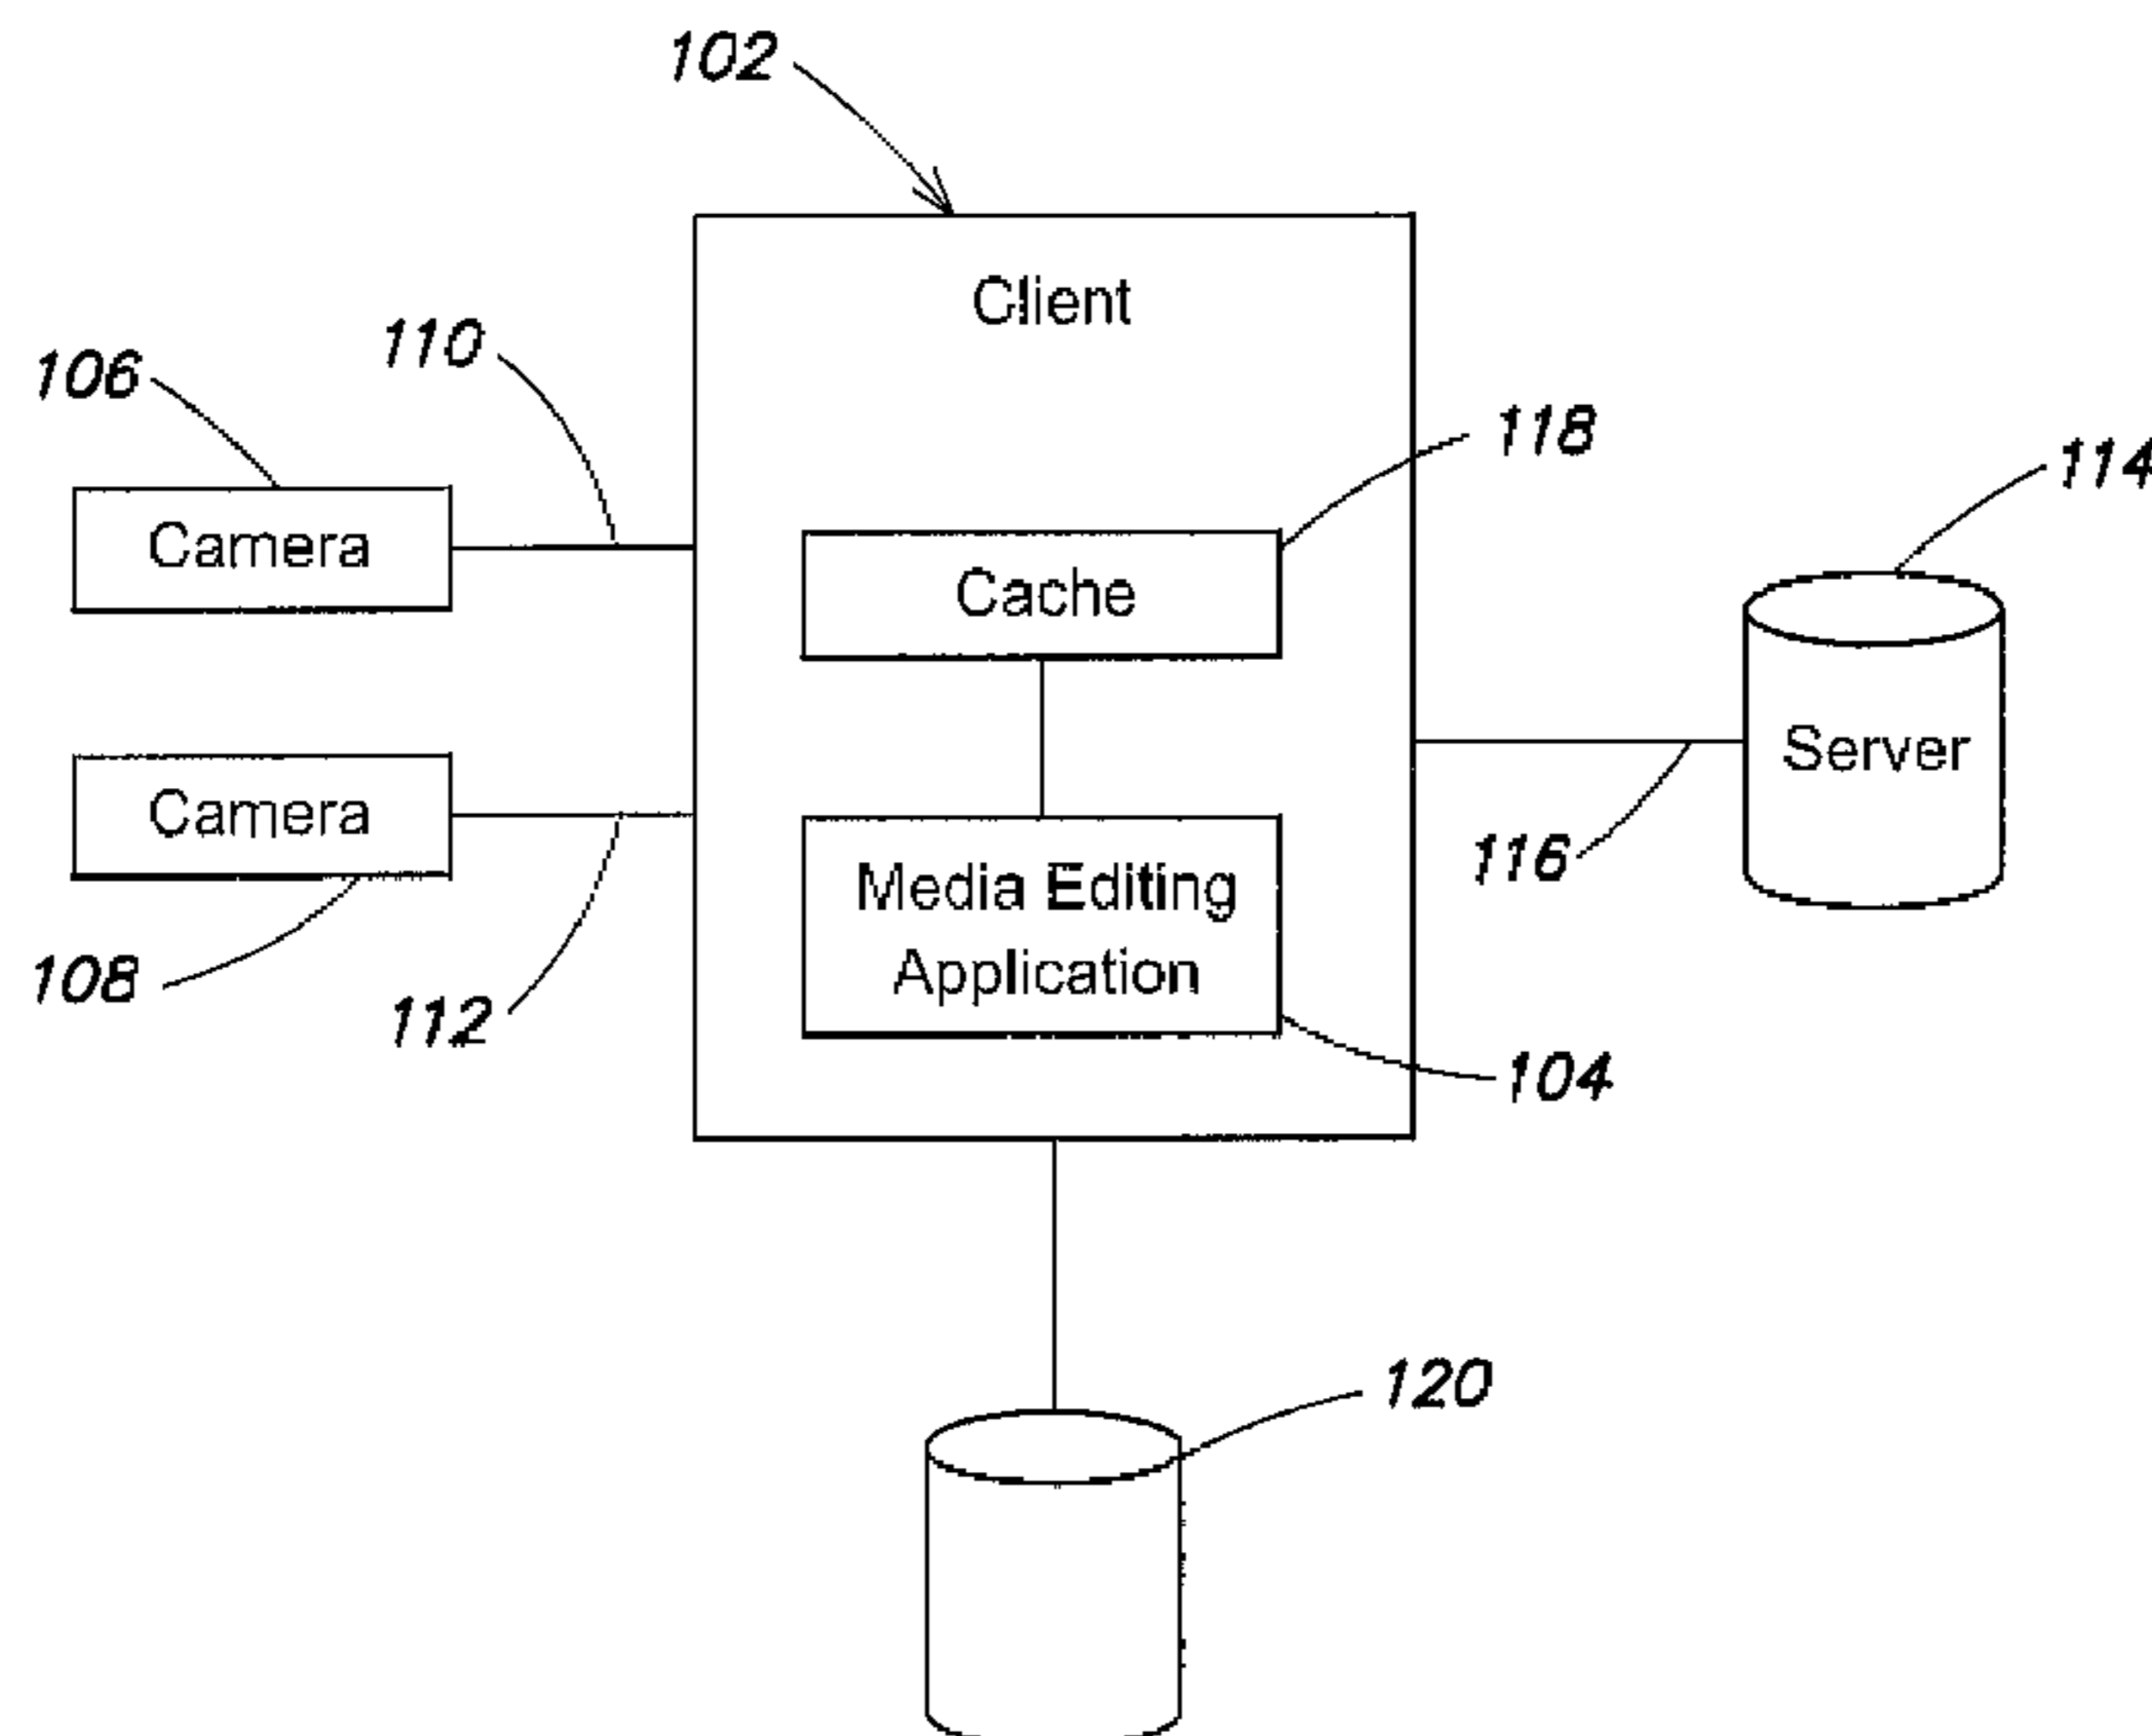 102
Client
110
106
118
114
Camera
Cache
Server
Camera
116
Media Editing
Application
108
112
104
120